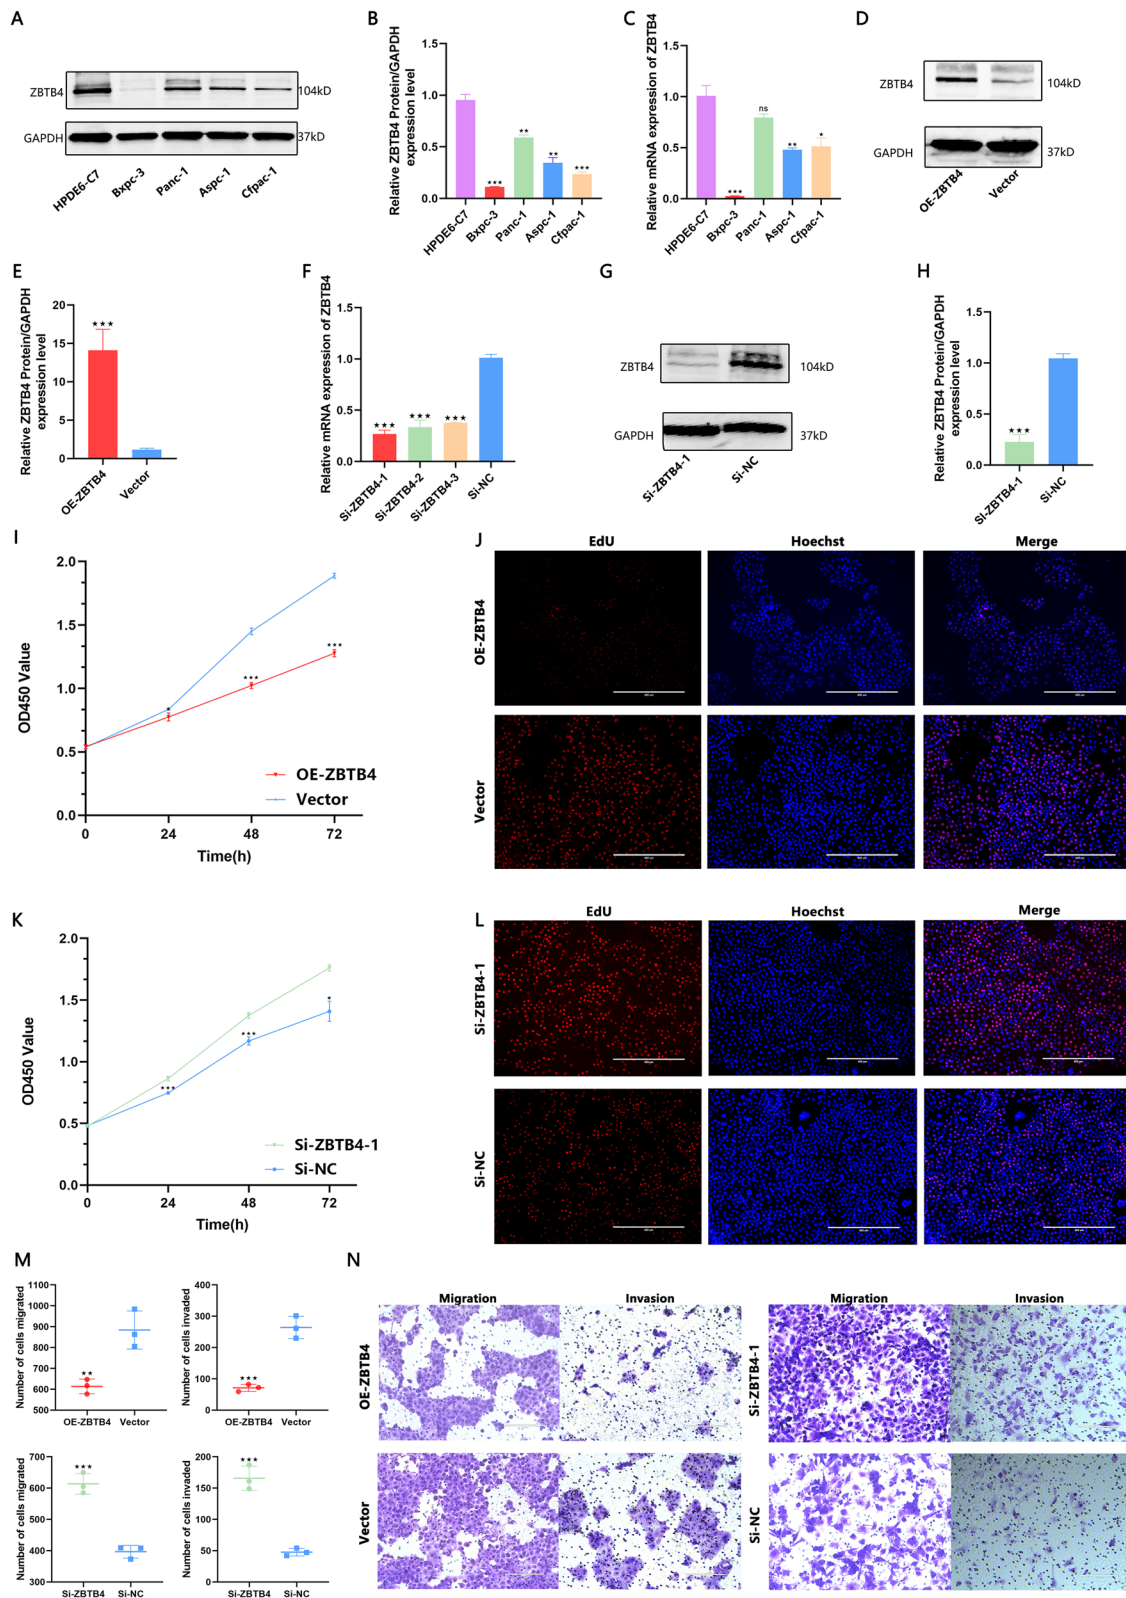 A
ZBTB4
104kD
GAPDH
37kD
HPDE6-C7
Bxpc-3
Panc-1
Aspc-1
Cfpac-1
B
Relative ZBTB4 Protein/GAPDH
expression level
1.5
1.0
0.5
0.0
★★★
★★
★★
★★★
HPDE6-C7
Bxpc-3
Panc-1
Aspc-1
Cfpac-1
C
Relative mRNA expression of ZBTB4
1.5
1.0
0.5
0.0
★★★
ns
★★
★
HPDE6-C7
Bxpc-3
Panc-1
Aspc-1
Cfpac-1
D
ZBTB4
104kD
GAPDH
37kD
OE-ZBTB4
Vector
E
Relative ZBTB4 Protein/GAPDH
expression level
20
15
10
5
0
★★★
OE-ZBTB4
Vector
F
Relative mRNA expression of ZBTB4
1.5
1.0
0.5
0.0
★★★
★★★
★★★
Si-ZBTB4-1
Si-ZBTB4-2
Si-ZBTB4-3
Si-NC
G
ZBTB4
104kD
GAPDH
37kD
Si-ZBTB4-1
Si-NC
H
Relative ZBTB4 Protein/GAPDH
expression level
1.5
1.0
0.5
0.0
★★★
Si-ZBTB4-1
Si-NC
I
OD450 Value
2.0
1.5
1.0
0.5
0.0
★
★★★
★★★
OE-ZBTB4
Vector
0 24 48 72
Time(h)
J
EdU Hoechst Merge
OE-ZBTB4
Vector
K
OD450 Value
2.0
1.5
1.0
0.5
0.0
★★★
★★★
★
Si-ZBTB4-1
Si-NC
0 24 48 72
Time(h)
L
EdU Hoechst Merge
Si-ZBTB4-1
Si-NC
M
Number of cells migrated
1100
1000
900
800
700
600
500
★★
OE-ZBTB4 Vector
Number of cells invaded
400
300
200
100
0
★★★
OE-ZBTB4 Vector
Number of cells migrated
700
600
500
400
300
★★★
Si-ZBTB4 Si-NC
Number of cells invaded
200
150
100
50
0
★★★
Si-ZBTB4 Si-NC
N
Migration Invasion
OE-ZBTB4
Vector
Migration Invasion
Si-ZBTB4-1
Si-NC